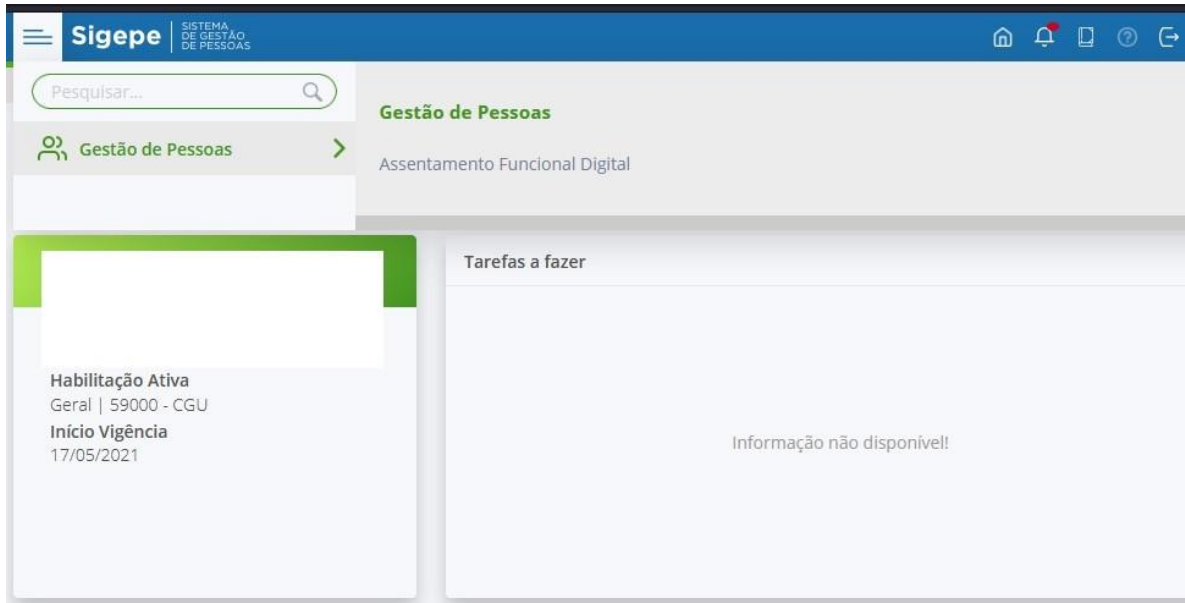 Sigepe
SISTEMA
DE GESTÃO
DE PESSOAS
Pesquisar...
Gestão de Pessoas
Gestão de Pessoas
Assentamento Funcional Digital
Habilitação Ativa
Geral | 59000 - CGU
Início Vigência
17/05/2021
Tarefas a fazer
Informação não disponível!